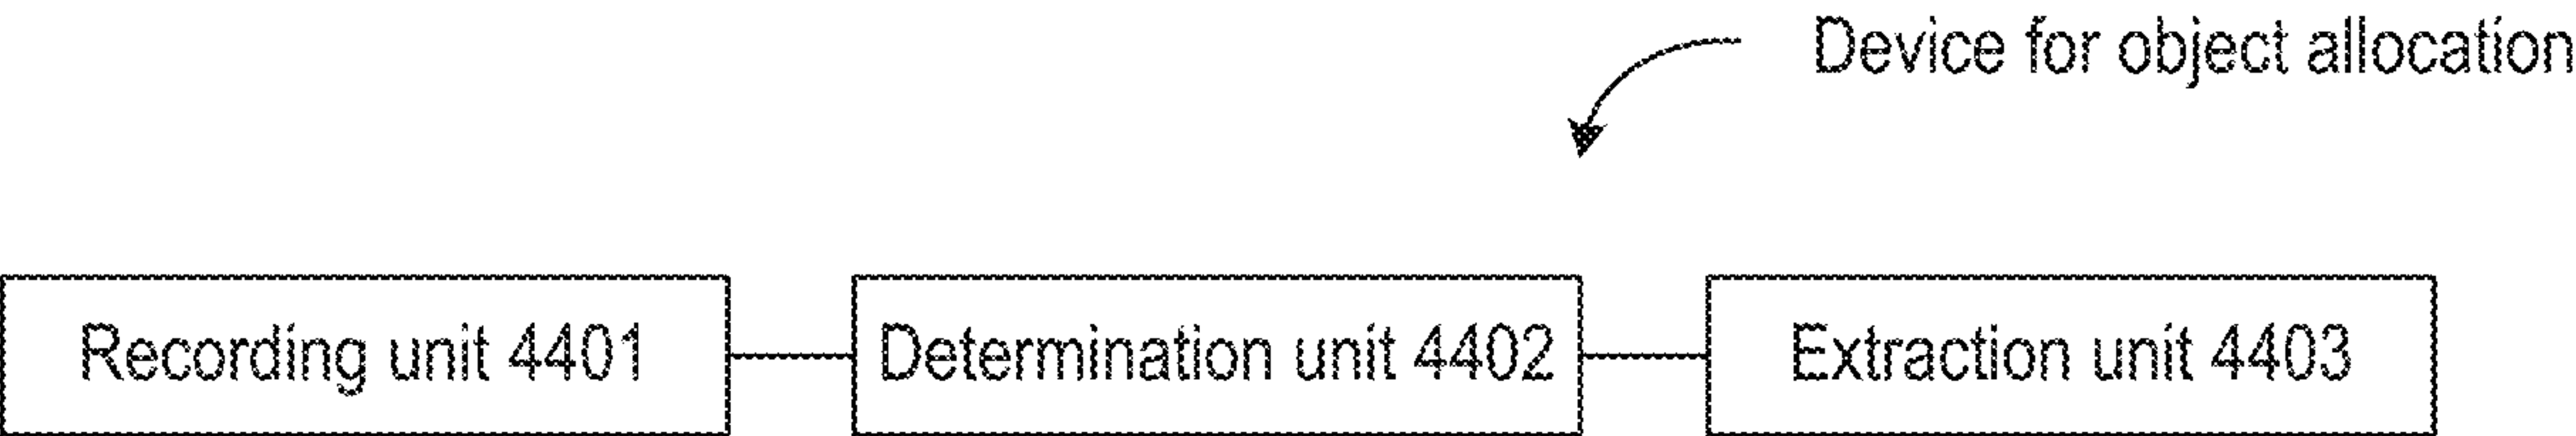 Device for object allocation
Recording unit 4401
Determination unit 4402
Extraction unit 4403